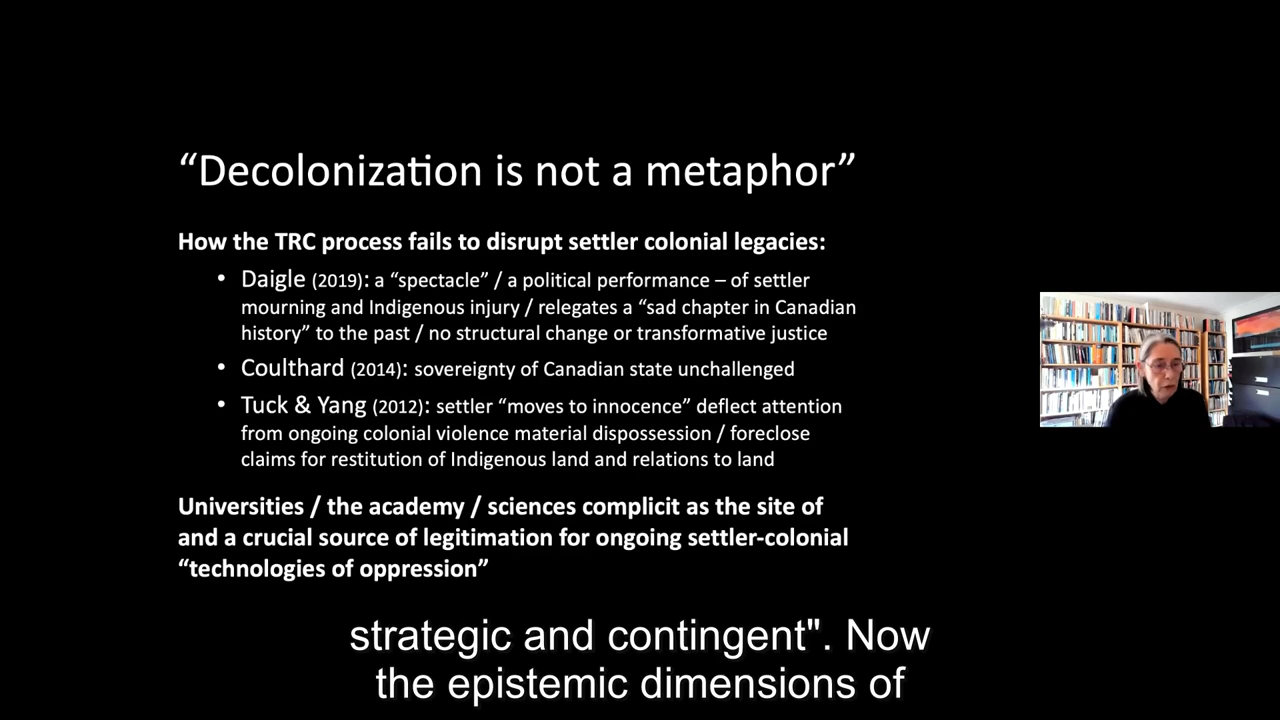 “Decolonization is not a metaphor”
How the TRC process fails to disrupt settler colonial legacies:
• Daigle (2019): a “spectacle” / a political performance – of settler
mourning and Indigenous injury / relegates a “sad chapter in Canadian
history” to the past / no structural change or transformative justice
• Coulthard (2014): sovereignty of Canadian state unchallenged
• Tuck & Yang (2012): settler “moves to innocence” deflect attention
from ongoing colonial violence material dispossession / foreclose
claims for restitution of Indigenous land and relations to land
Universities / the academy / sciences complicit as the site of
and a crucial source of legitimation for ongoing settler-colonial
“technologies of oppression”
strategic and contingent". Now
the epistemic dimensions of